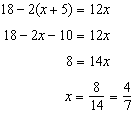 18 − 2(x + 5) = 12x
18 − 2x − 10 = 12x
8 = 14x
x = 8/14 = 4/7